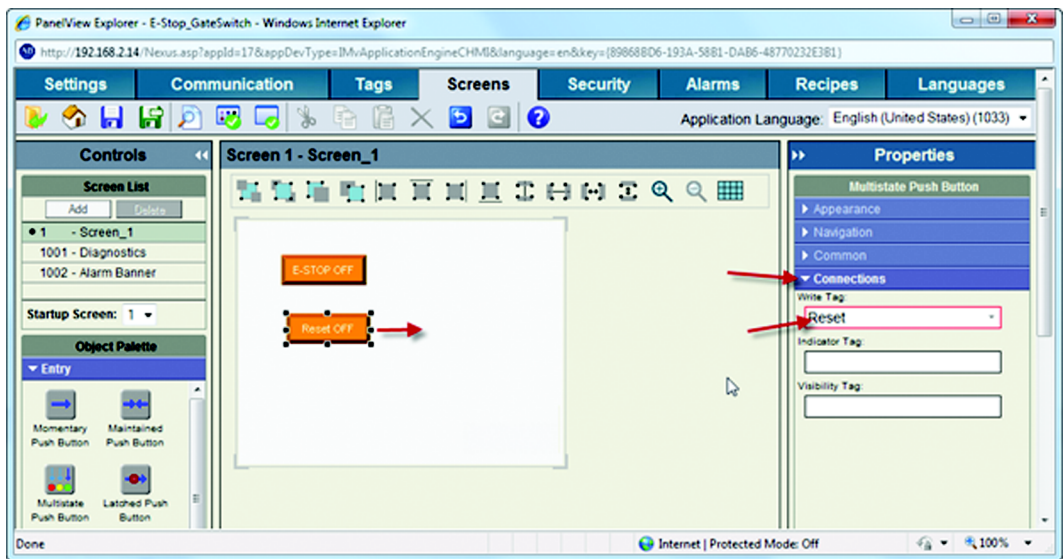 PanelView Explorer - E-Stop_GateSwitch - Windows Internet Explorer
http://192.168.2.14/Nexus.asp?appId=17&appDevType=IMvApplicationEngineCHMI&language=en&key={89868BD6-193A-58B1-DAB6-48770232E3B1}
Settings Communication Tags Screens Security Alarms Recipes Languages
Application Language: English (United States) (1033)
Controls
Screen List
Add Delete
1 - Screen_1
1001 - Diagnostics
1002 - Alarm Banner
Startup Screen: 1
Object Palette
Entry
Momentary Push Button
Maintained Push Button
Multistate Push Button
Latched Push Button
Screen 1 - Screen_1
E-STOP OFF
Reset OFF
Properties
Multistate Push Button
Appearance
Navigation
Common
Connections
Write Tag:
Reset
Indicator Tag:
Visibility Tag:
Done
Internet | Protected Mode: Off
100%